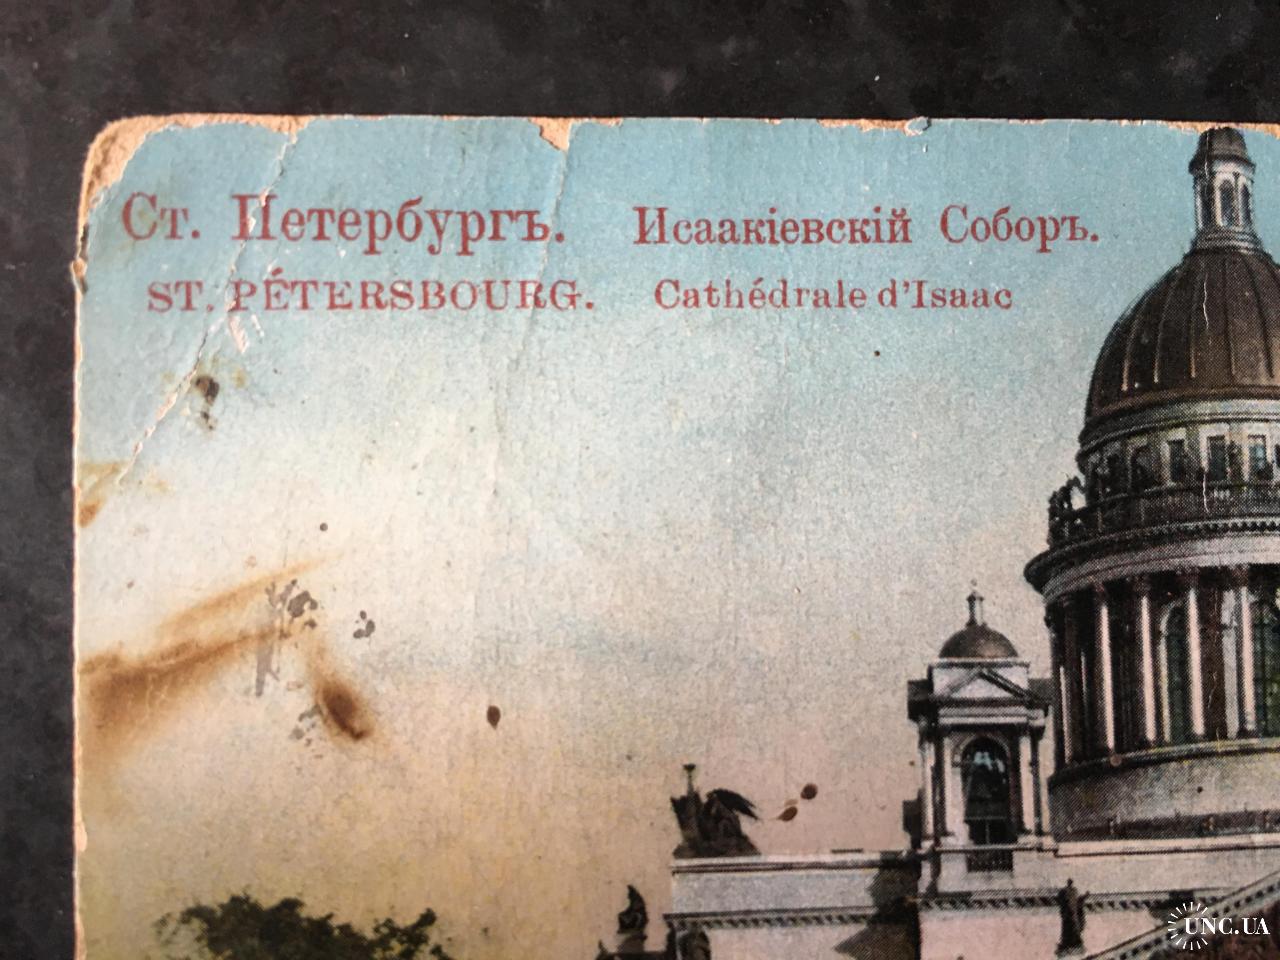 Ст. Петербургъ. Исаакіевскій Соборъ.
ST. PÉTERSBOURG. Cathédrale d'Isaac
UNC.UA